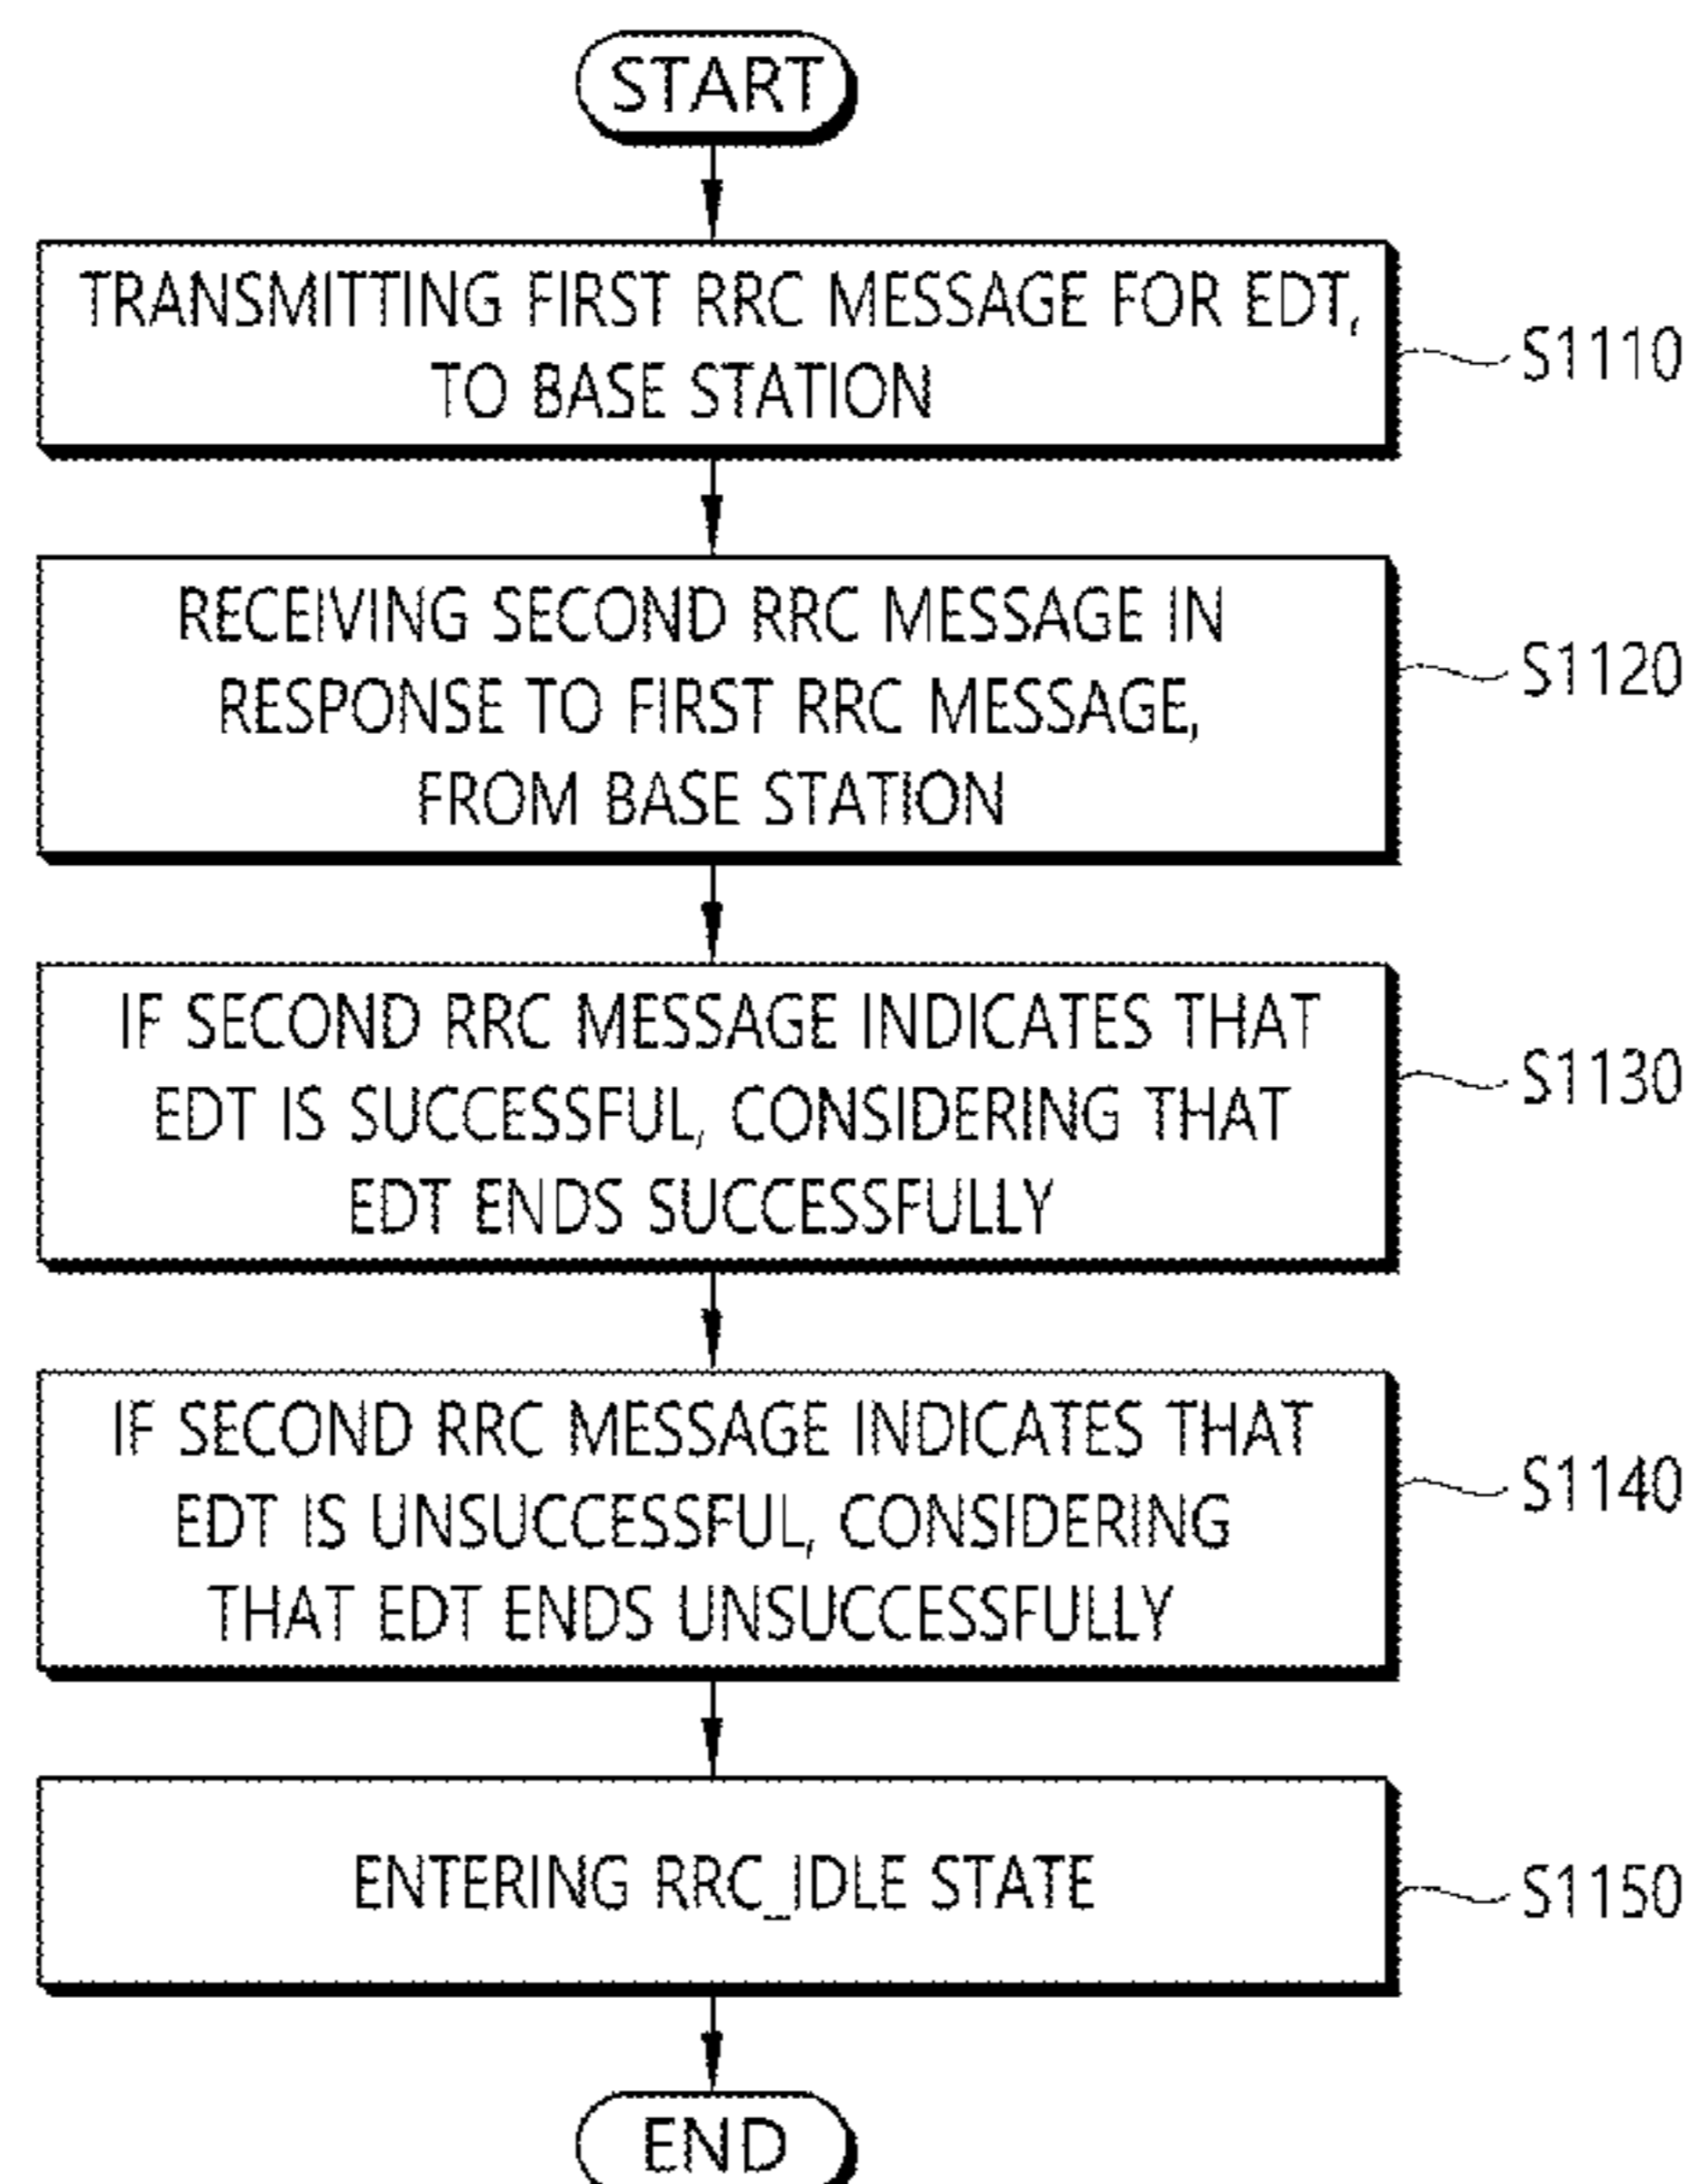 START
TRANSMITTING FIRST RRC MESSAGE FOR EDT,
TO BASE STATION
S1110
RECEIVING SECOND RRC MESSAGE IN
RESPONSE TO FIRST RRC MESSAGE,
FROM BASE STATION
S1120
IF SECOND RRC MESSAGE INDICATES THAT
EDT IS SUCCESSFUL, CONSIDERING THAT
EDT ENDS SUCCESSFULLY
S1130
IF SECOND RRC MESSAGE INDICATES THAT
EDT IS UNSUCCESSFUL, CONSIDERING
THAT EDT ENDS UNSUCCESSFULLY
S1140
ENTERING RRC_IDLE STATE
S1150
END